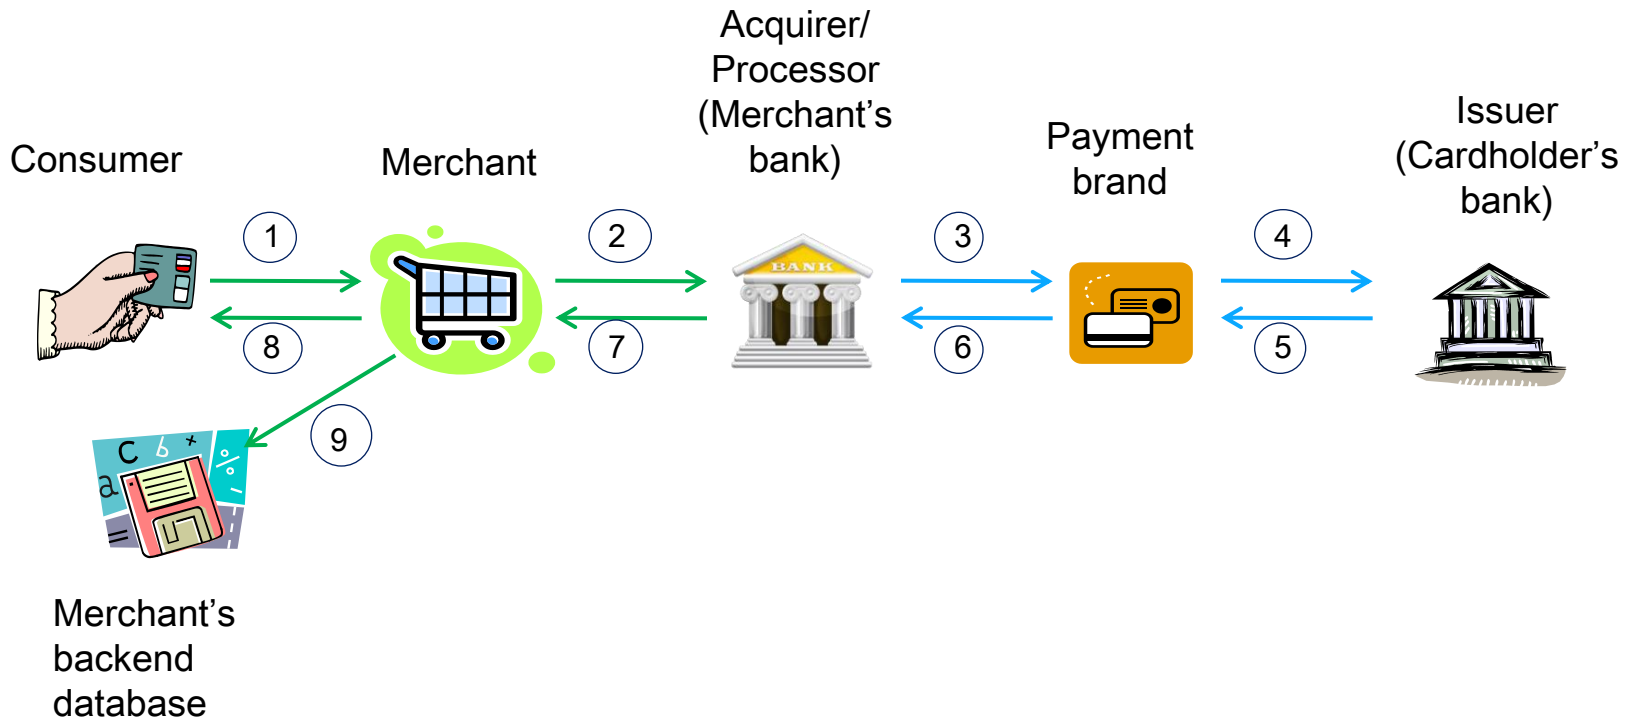 Acquirer/
Processor
(Merchant’s
bank)
Consumer
Merchant
Payment
brand
Issuer
(Cardholder’s
bank)
1
2
3
4
BANK
8
7
6
5
9
a
C
b
+
%
=
Merchant’s
backend
database